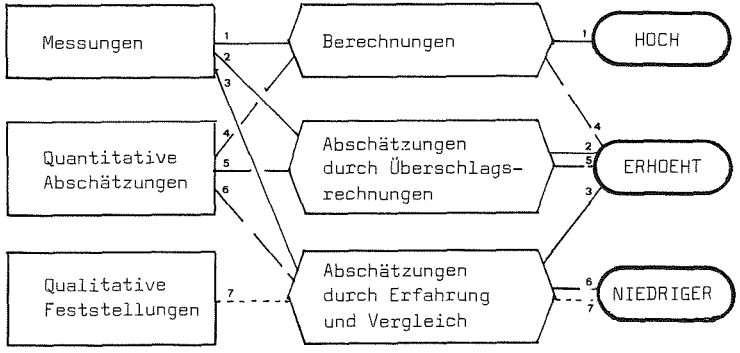 Messungen
1
2
3
Berechnungen
1
HOCH
4
Quantitative
Abschätzungen
4
5
6
Abschätzungen
durch Überschlags-
rechnungen
2
5
3
ERHOEHT
Qualitative
Feststellungen
7
Abschätzungen
durch Erfahrung
und Vergleich
6
7
NIEDRIGER